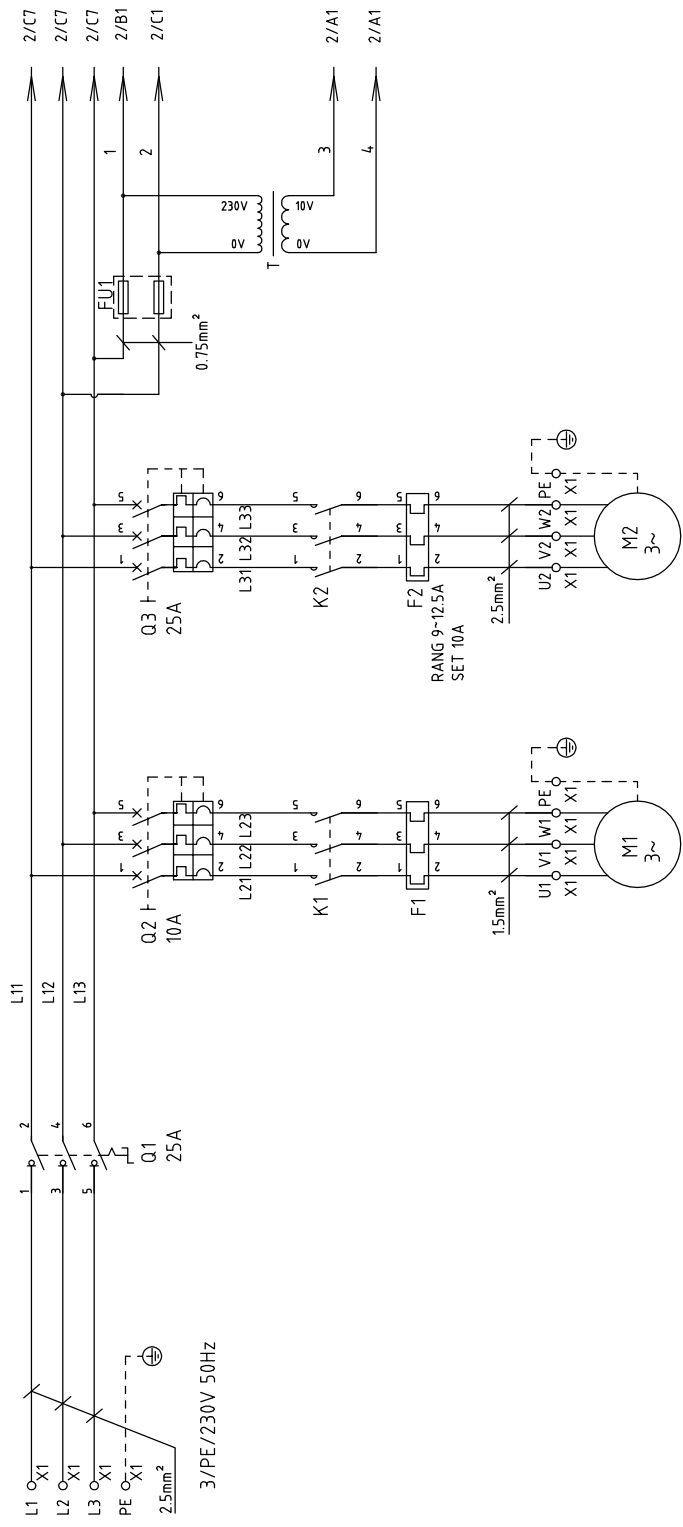 L1
X1
L2
X1
L3
X1
PE
X1
2.5mm²
3/PE/230V 50Hz
1
2
3
4
5
6
Q1
25A
L11
L12
L13
Q2
10A
1
3
5
2
4
6
L21
L22
L23
K1
1
3
5
2
4
6
F1
1
3
5
2
4
6
1.5mm²
U1
V1
W1
PE
X1
X1
X1
X1
M1
3~
Q3
25A
1
3
5
2
4
6
L31
L32
L33
K2
1
3
5
2
4
6
F2
RANG 9~12.5A
SET 10A
1
3
5
2
4
6
2.5mm²
U2
V2
W2
PE
X1
X1
X1
X1
M2
3~
FU1
0.75mm²
T
230V
0V
10V
0V
1
2
3
4
2/C7
2/C7
2/C7
2/B1
2/C1
2/A1
2/A1